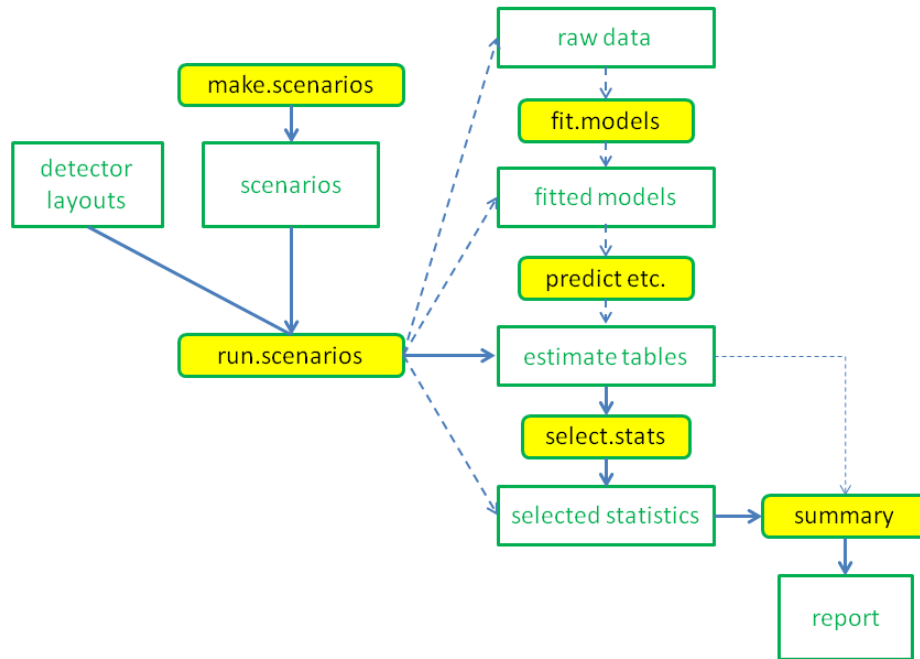 raw data
make.scenarios
fit.models
detector
layouts
scenarios
fitted models
predict etc.
run.scenarios
estimate tables
select.stats
selected statistics
summary
report